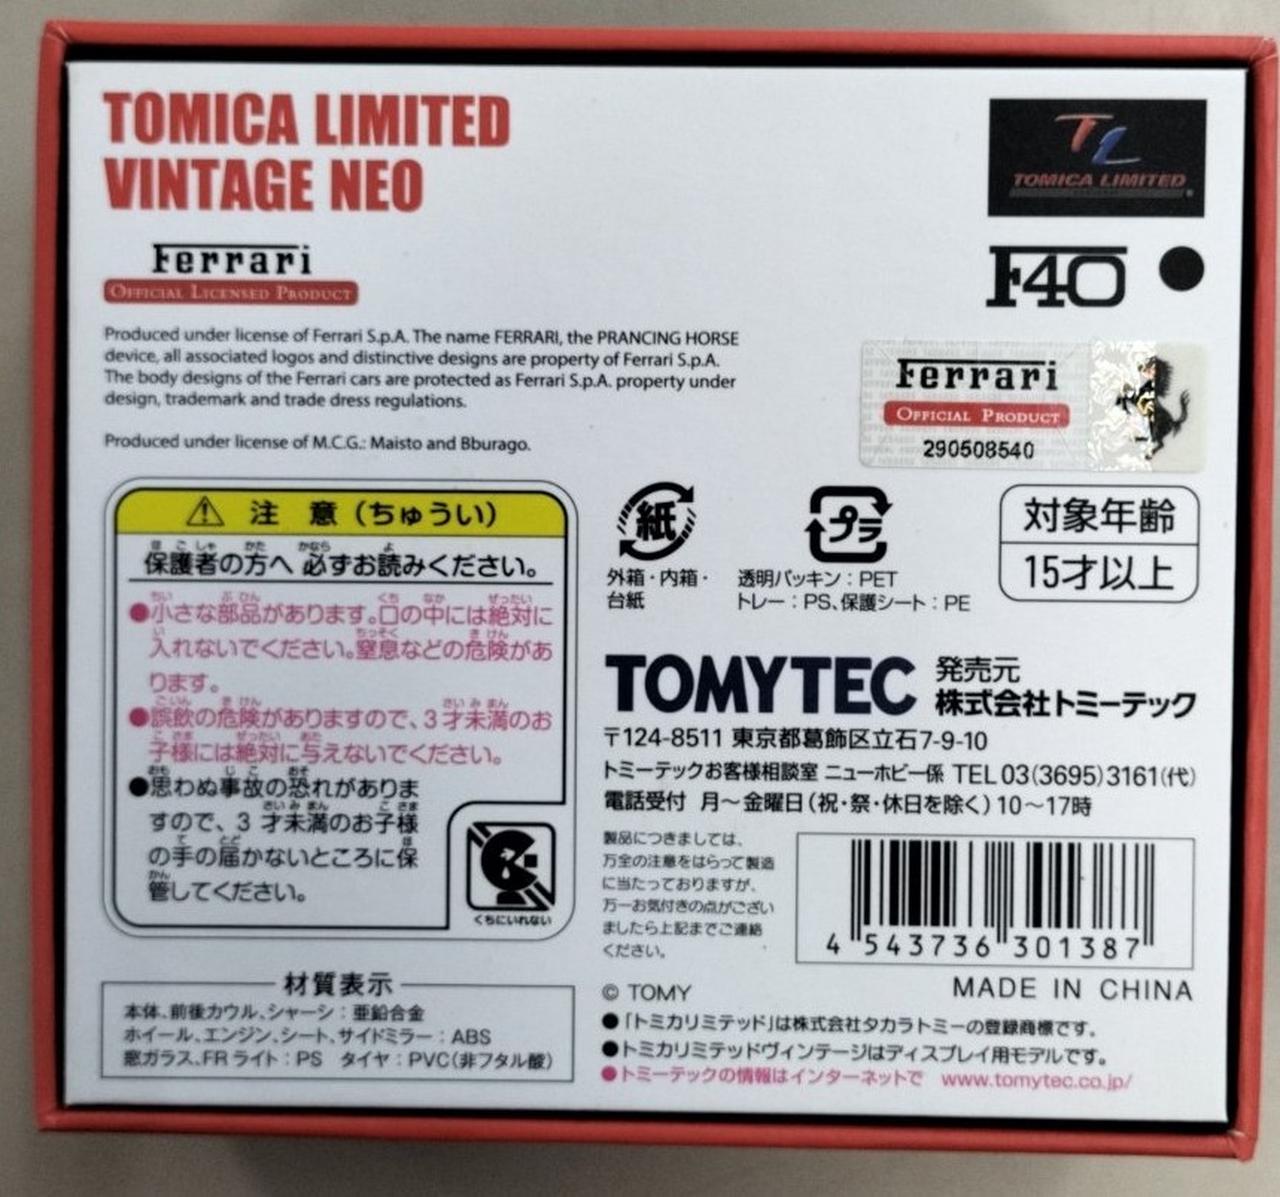 TOMICA LIMITED
VINTAGE NEO
TL
TOMICA LIMITED
Ferrari
OFFICIAL LICENSED PRODUCT
F40
Produced under license of Ferrari S.p.A. The name FERRARI, the PRANCING HORSE
device, all associated logos and distinctive designs are property of Ferrari S.p.A.
The body designs of the Ferrari cars are protected as Ferrari S.p.A. property under
design, trademark and trade dress regulations.
Produced under license of M.C.G.: Maisto and Bburago.
Ferrari
OFFICIAL PRODUCT
290508540
注 意(ちゅうい)
保護者の方へ 必ずお読みください。
●小さな部品があります。口の中には絶対に
入れないでください。窒息などの危険があ
ります。
●誤飲の危険がありますので、3才未満のお
子様には絶対に与えないでください。
●思わぬ事故の恐れがありま
すので、3 才未満のお子様
の手の届かないところに保
管してください。
くちにいれない
紙
外箱・内箱・
台紙
プラ
透明パッキン:PET
トレー:PS、保護シート:PE
対象年齢
15才以上
TOMYTEC
発売元
株式会社トミーテック
〒124-8511 東京都葛飾区立石7-9-10
トミーテックお客様相談室 ニューホビー係 TEL 03(3695)3161(代)
電話受付 月〜金曜日(祝・祭・休日を除く)10〜17時
製品につきましては、
万全の注意をはらって製造
に当たっておりますが、
万一お気付きの点がござい
ましたら上記までご連絡
ください。
4 543736 301387
材質表示
本体、前後カウル、シャーシ:亜鉛合金
ホイール、エンジン、シート、サイドミラー:ABS
窓ガラス、FRライト:PS タイヤ:PVC(非フタル酸)
© TOMY
MADE IN CHINA
●「トミカリミテッド」は株式会社タカラトミーの登録商標です。
●トミカリミテッドヴィンテージはディスプレイ用モデルです。
●トミーテックの情報はインターネットで www.tomytec.co.jp/